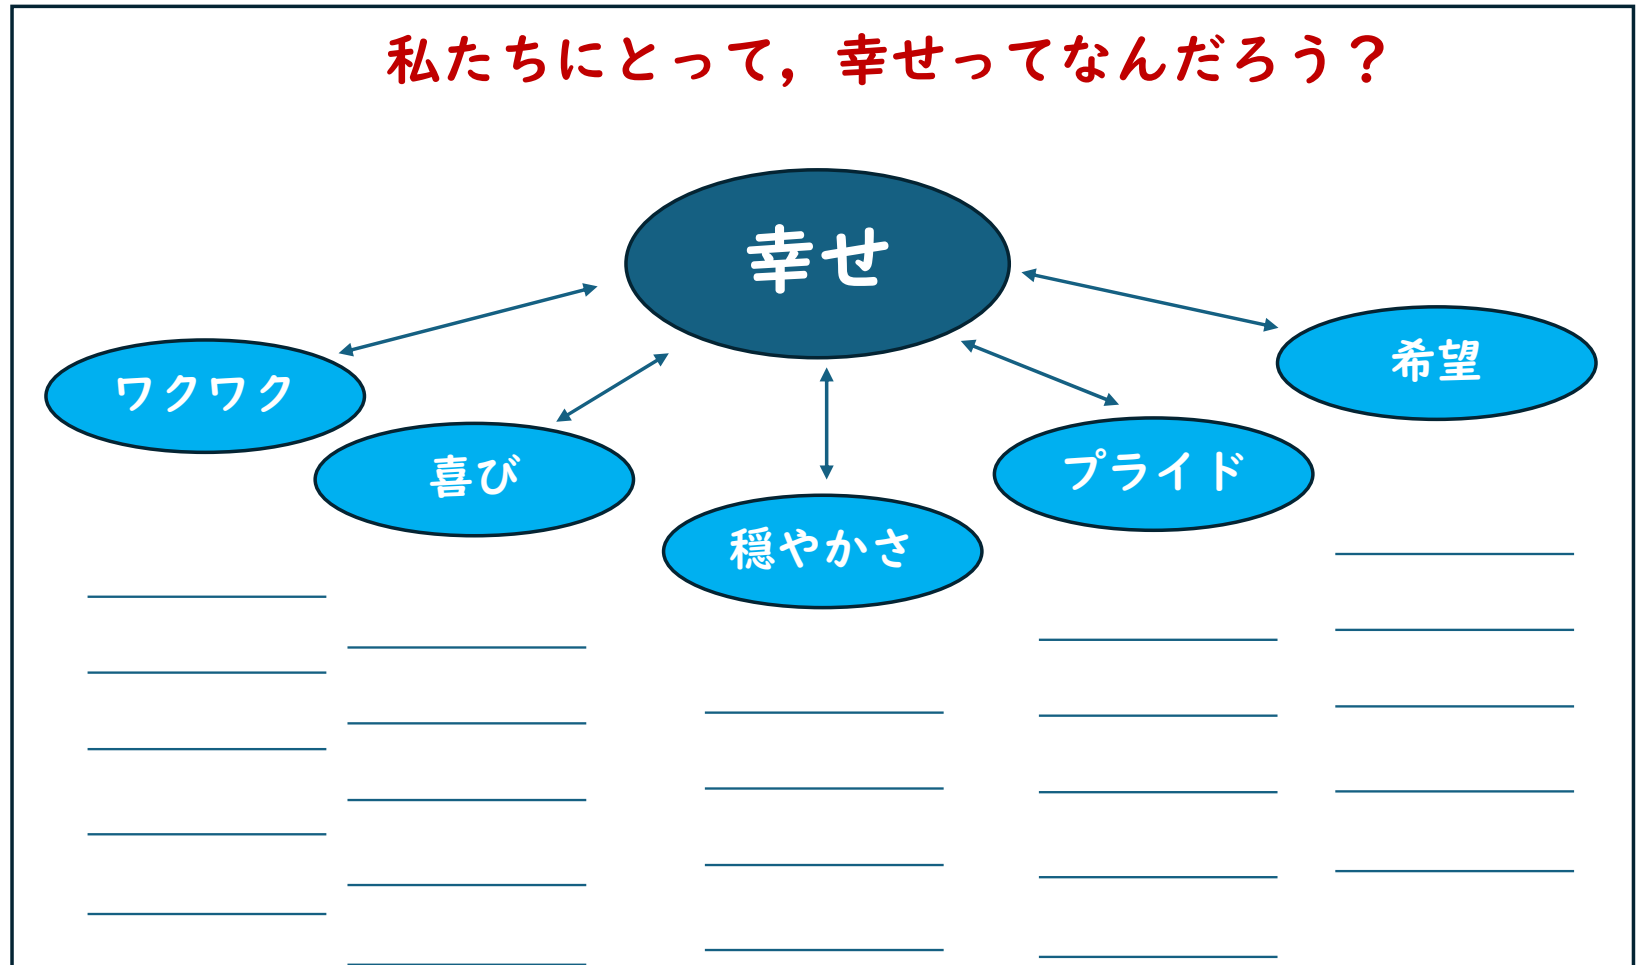 私たちにとって，幸せってなんだろう？
幸せ
ワクワク
喜び
穏やかさ
プライド
希望